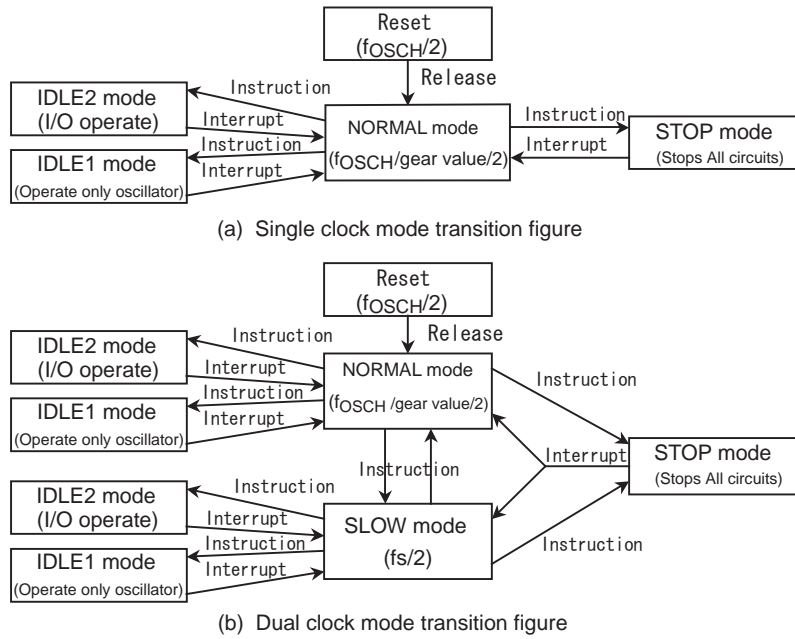 Reset
(fOSCH/2)
Release
IDLE2 mode
(I/O operate)
Instruction
Interrupt
IDLE1 mode
(Operate only oscillator)
Instruction
Interrupt
NORMAL mode
(fOSCH/gear value/2)
Instruction
Interrupt
STOP mode
(Stops All circuits)
(a) Single clock mode transition figure
Reset
(fOSCH/2)
Release
IDLE2 mode
(I/O operate)
Instruction
Interrupt
IDLE1 mode
(Operate only oscillator)
Instruction
Interrupt
NORMAL mode
(fOSCH /gear value/2)
Instruction
Interrupt
STOP mode
(Stops All circuits)
Instruction
IDLE2 mode
(I/O operate)
Instruction
Interrupt
IDLE1 mode
(Operate only oscillator)
Instruction
Interrupt
SLOW mode
(fs/2)
Instruction
(b) Dual clock mode transition figure